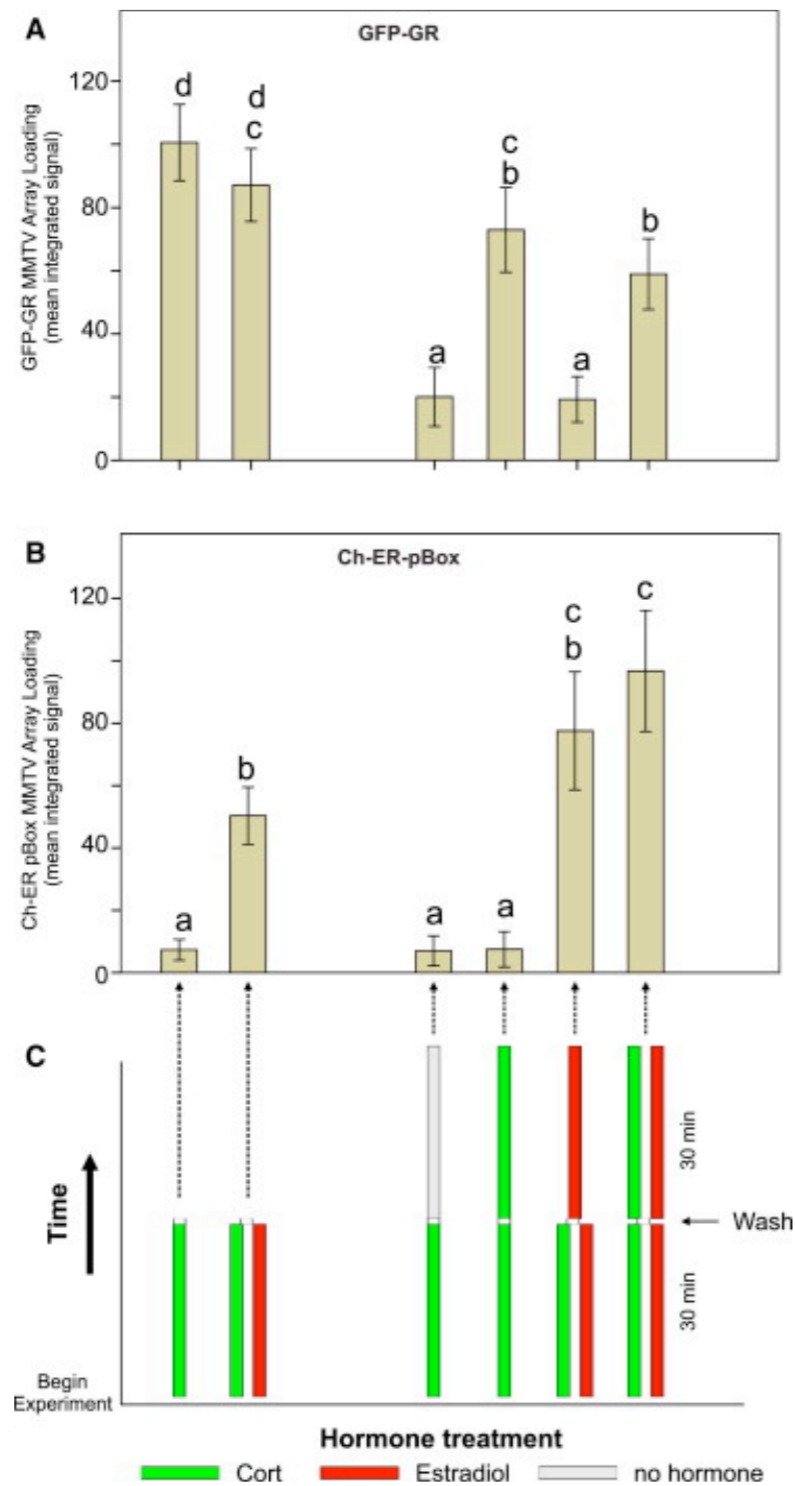 A
GFP-GR
GFP-GR MMTV Array Loading
(mean integrated signal)
120
80
40
0
d
d
c
a
c
b
a
b
B
Ch-ER-pBox
Ch-ER pBox MMTV Array Loading
(mean integrated signal)
120
80
40
0
a
b
a
a
c
b
c
C
Time
30 min
Wash
30 min
Begin
Experiment
Hormone treatment
Cort
Estradiol
no hormone